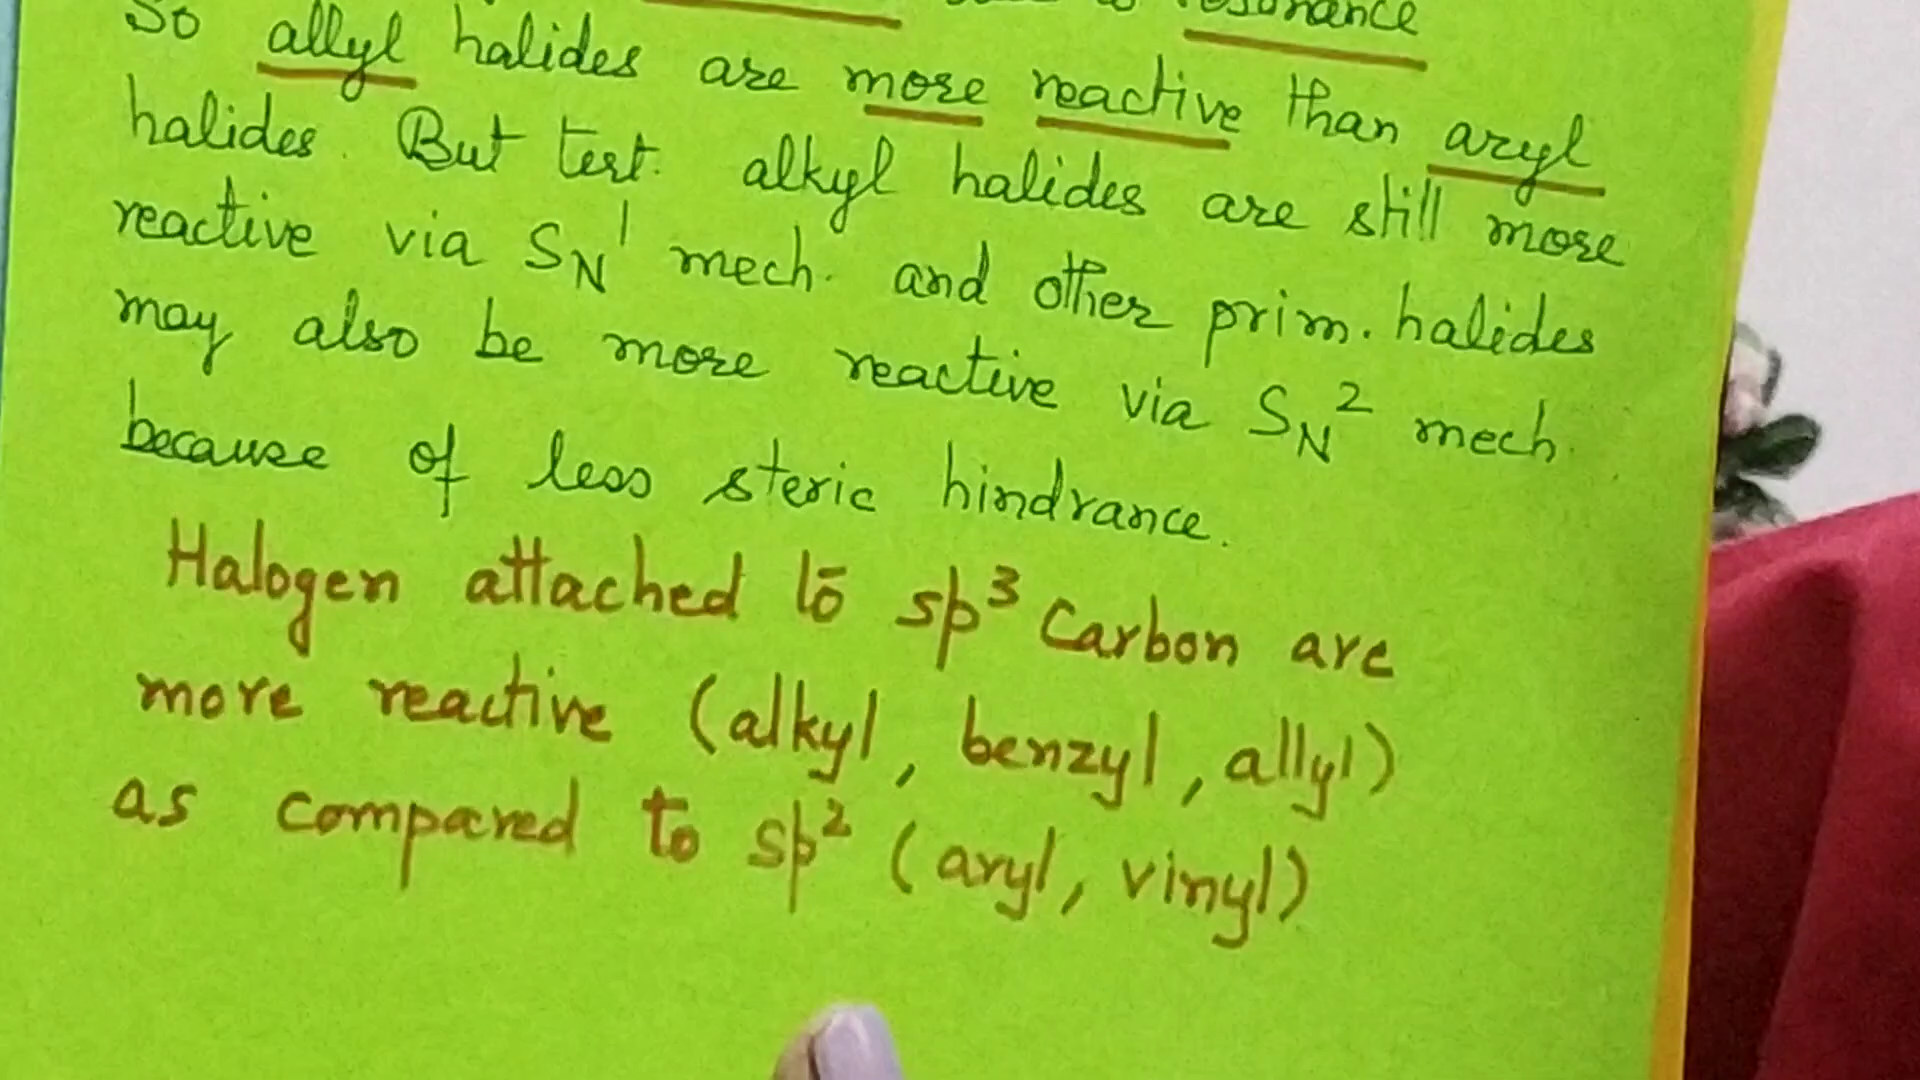 resonance
So allyl halides are more reactive than aryl
halides. But tert. alkyl halides are still more
reactive via SN1 mech. and other prim. halides
may also be more reactive via SN2 mech.
because of less steric hindrance.
Halogen attached to sp3 Carbon are
more reactive (alkyl, benzyl, allyl)
as compared to sp2 (aryl, vinyl)